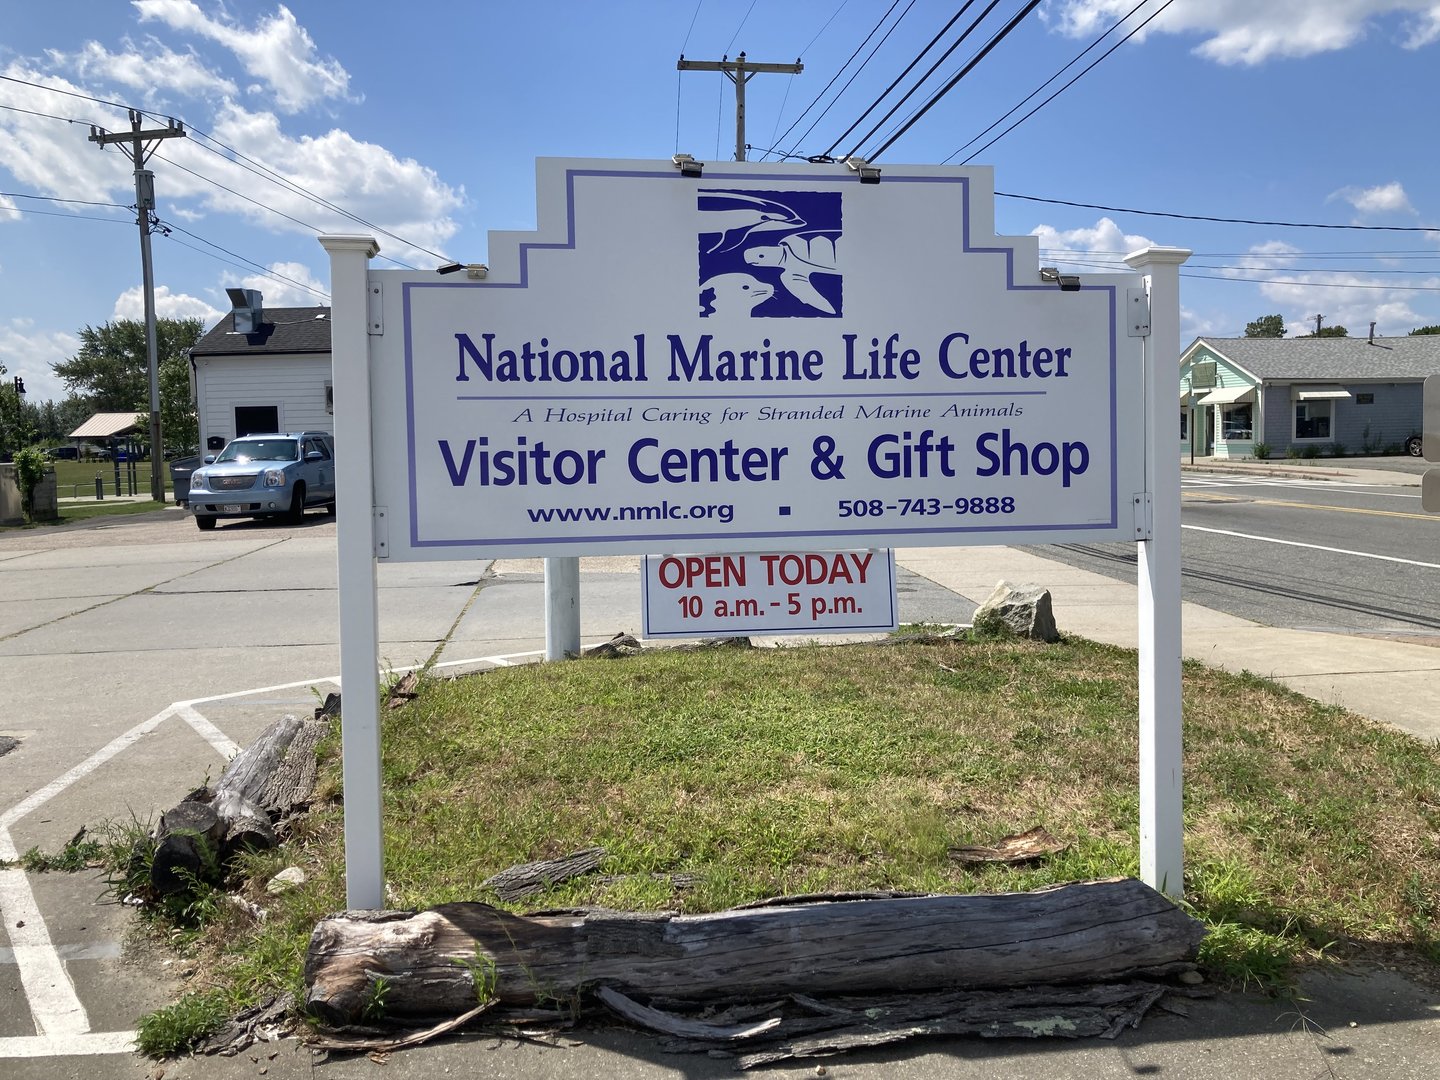 National Marine Life Center
A Hospital Caring for Stranded Marine Animals
Visitor Center & Gift Shop
www.nmlc.org ▪ 508-743-9888
OPEN TODAY
10 a.m. - 5 p.m.